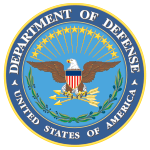 DEPARTMENT OF DEFENSE
UNITED STATES OF AMERICA